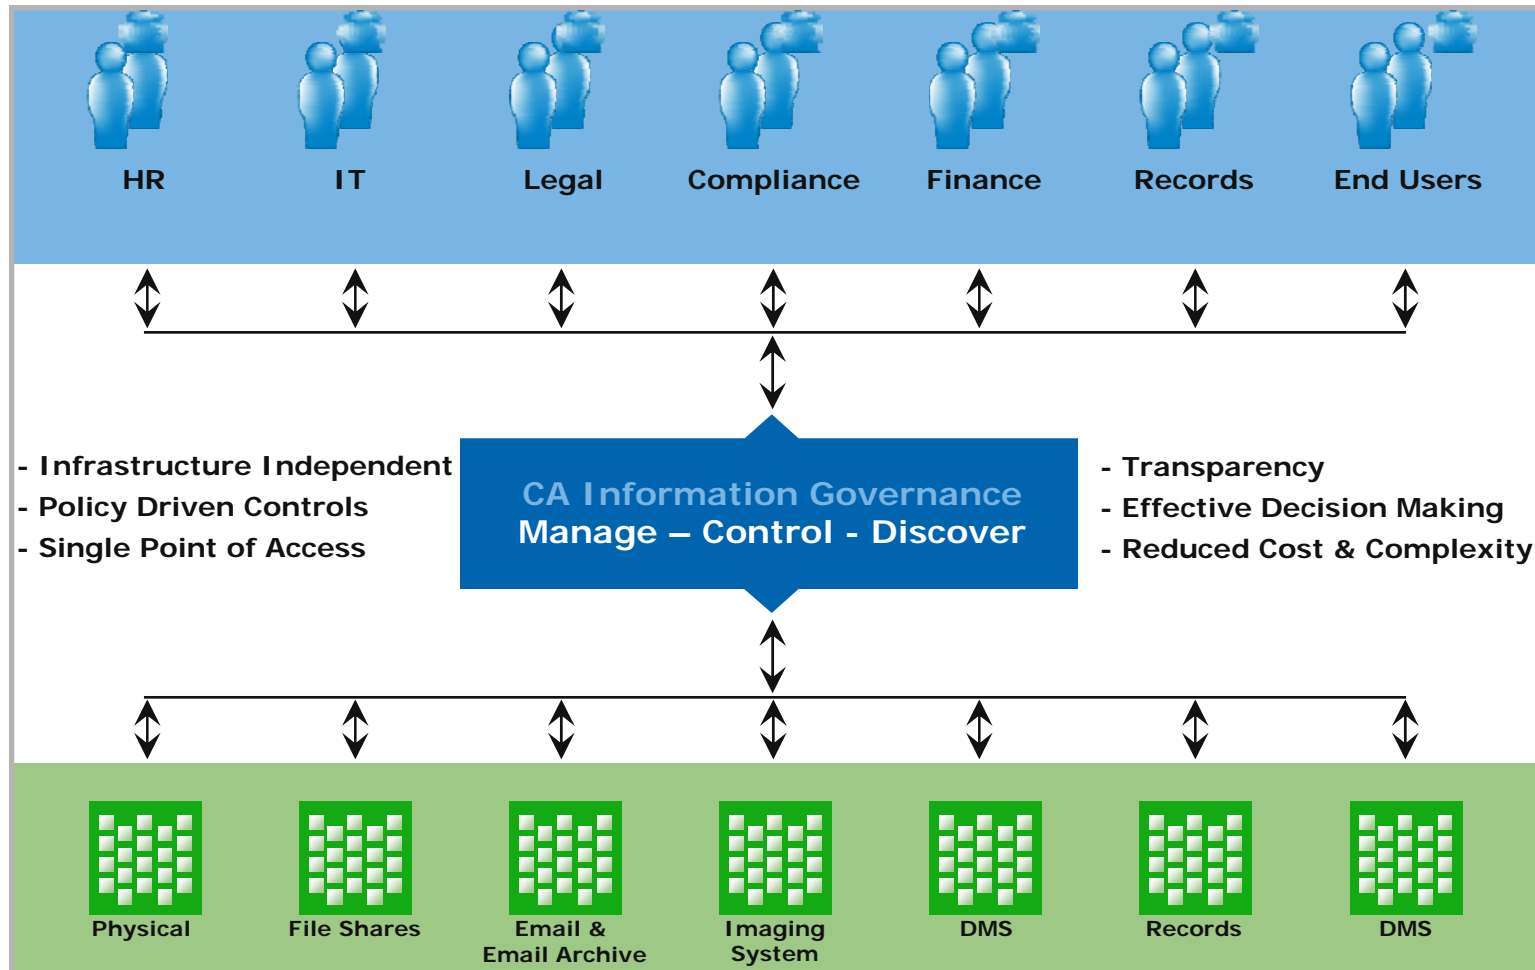 HR
IT
Legal
Compliance
Finance
Records
End Users
- Infrastructure Independent
- Policy Driven Controls
- Single Point of Access
CA Information Governance
Manage – Control - Discover
- Transparency
- Effective Decision Making
- Reduced Cost & Complexity
Physical
File Shares
Email &
Email Archive
Imaging
System
DMS
Records
DMS